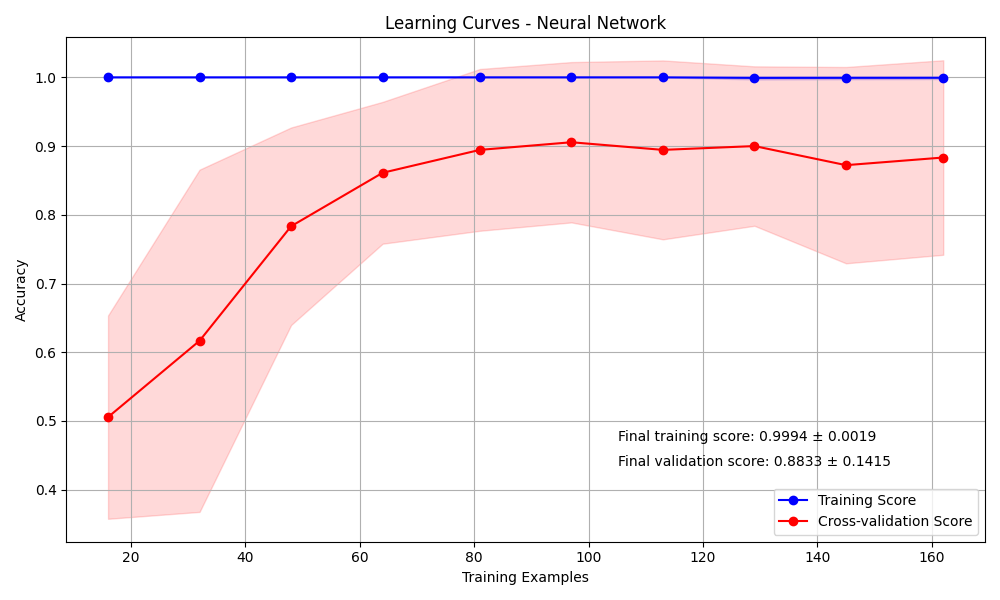 Learning Curves - Neural Network
Accuracy
1.0
0.9
0.8
0.7
0.6
0.5
0.4
Final training score: 0.9994 ± 0.0019
Final validation score: 0.8833 ± 0.1415
Training Score
Cross-validation Score
20 40 60 80 100 120 140 160
Training Examples